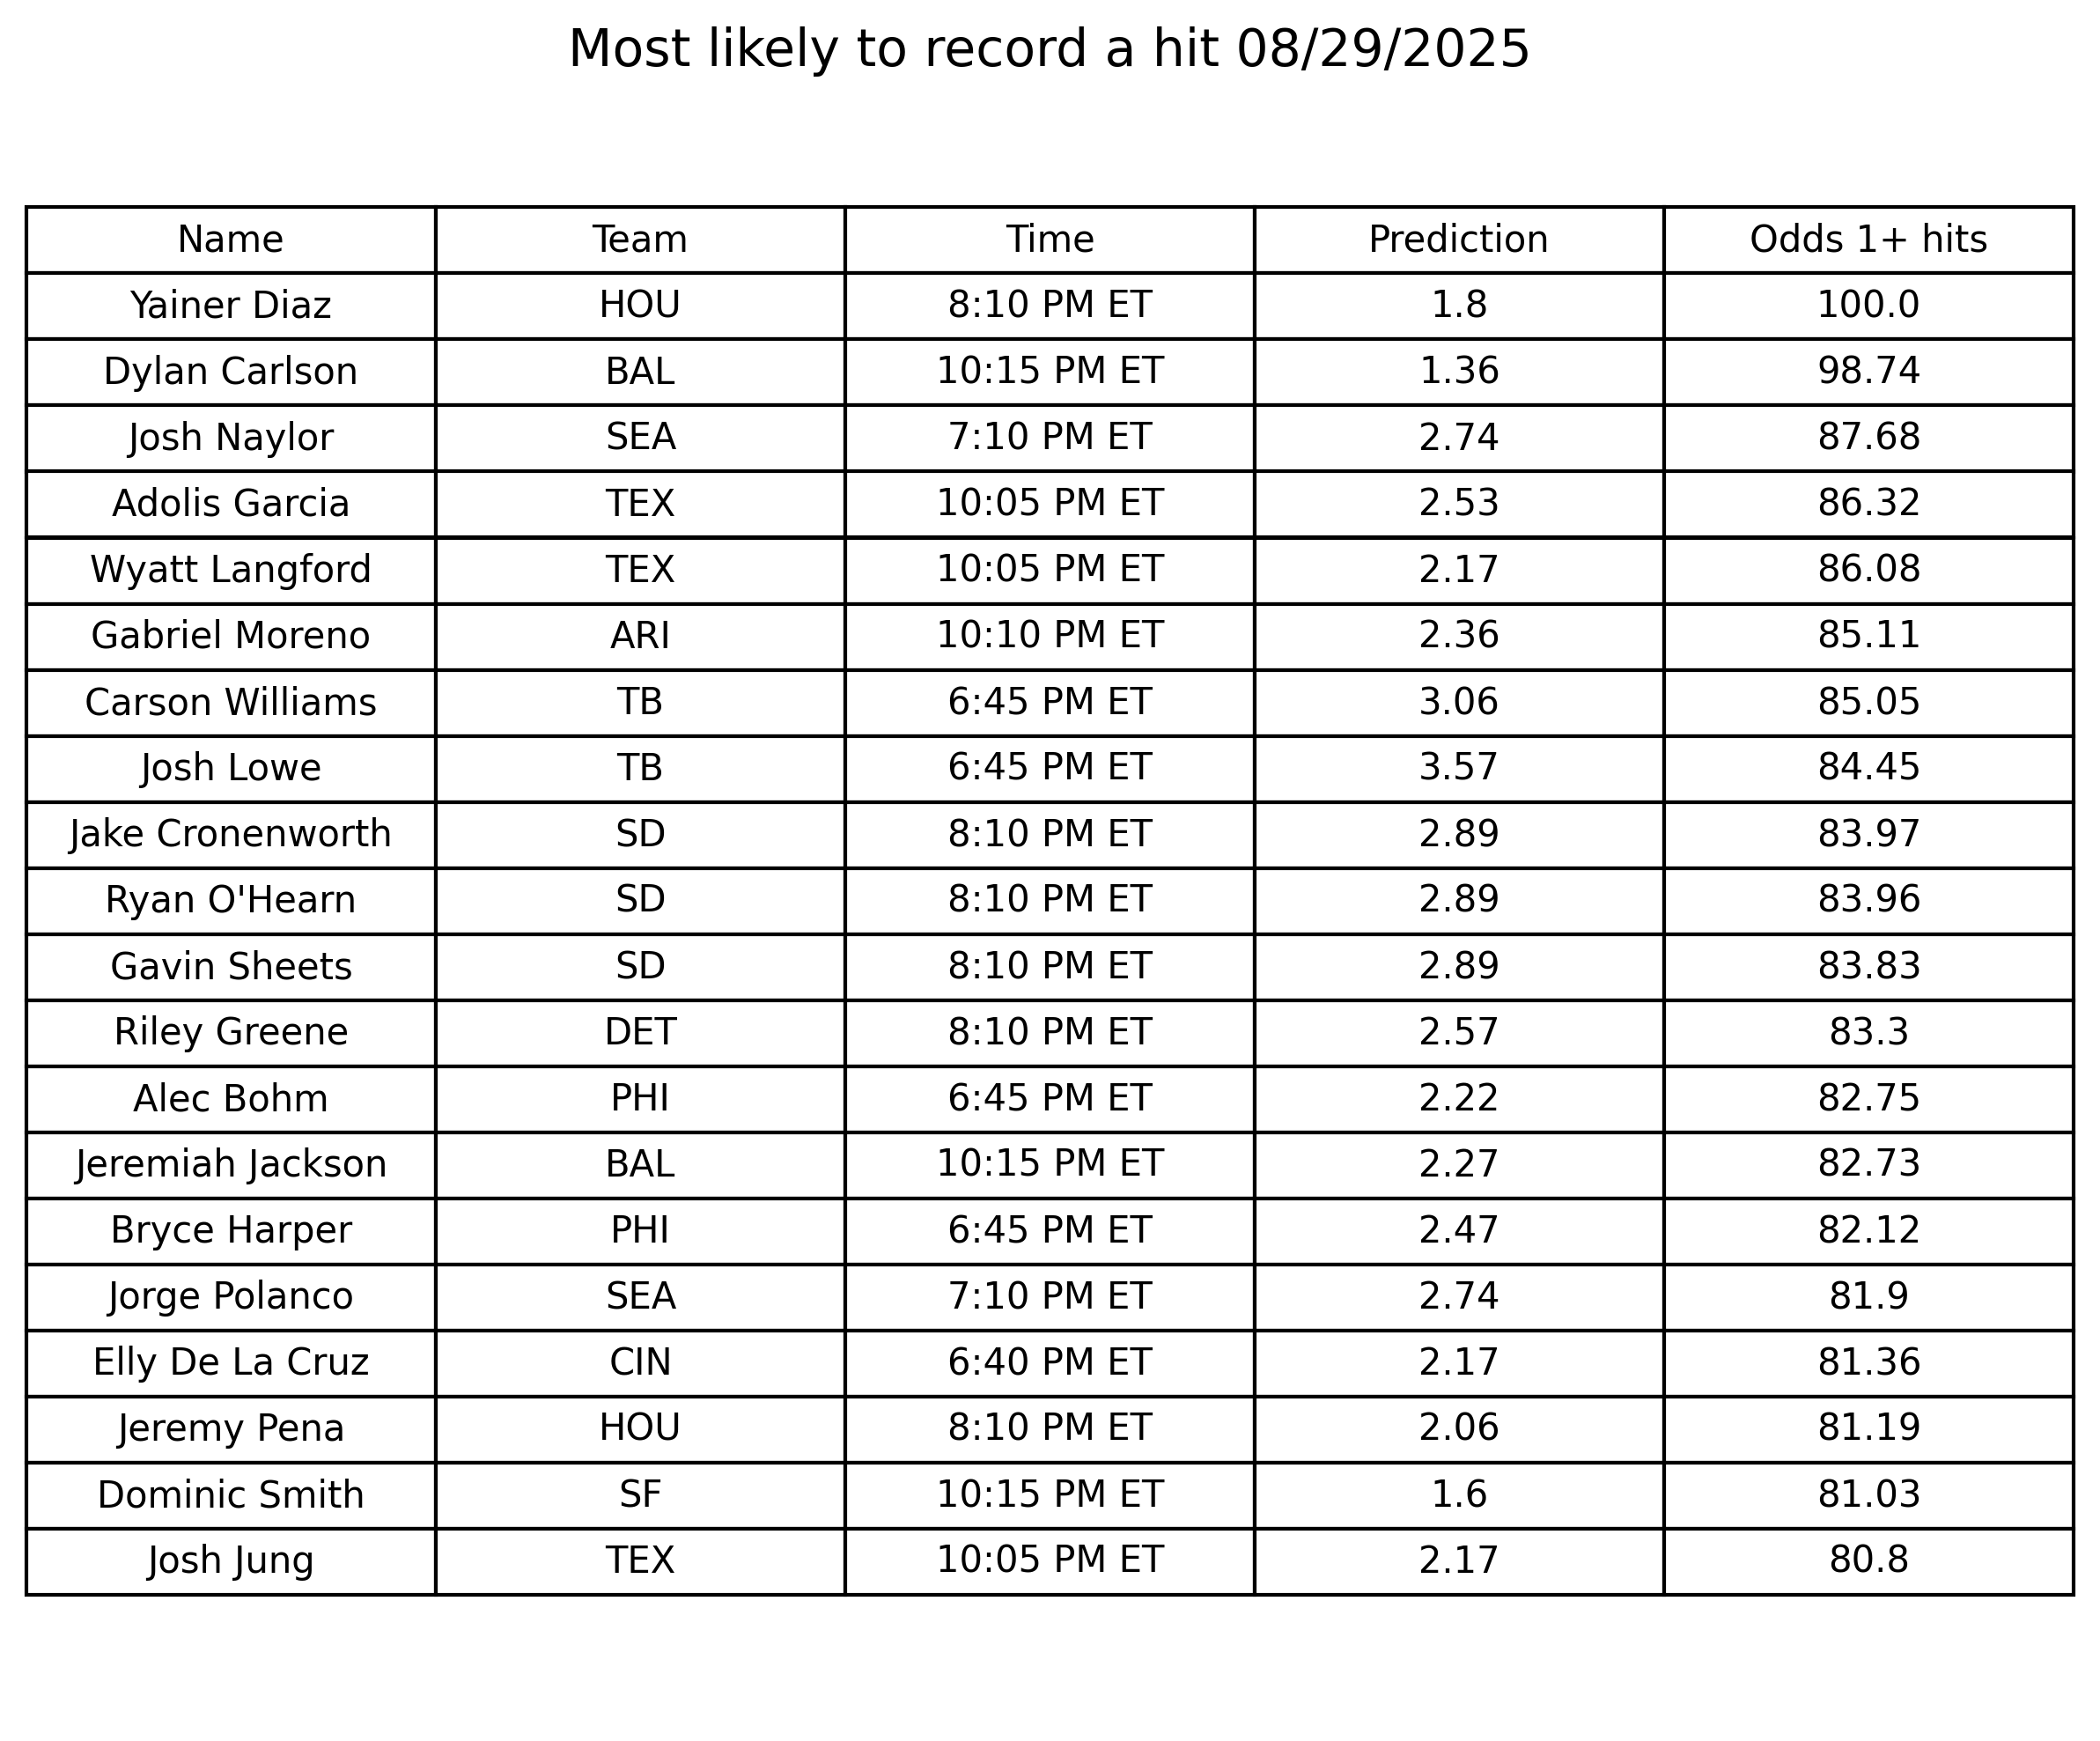 Most likely to record a hit 08/29/2025
Name Team Time Prediction Odds 1+ hits
Yainer Diaz HOU 8:10 PM ET 1.8 100.0
Dylan Carlson BAL 10:15 PM ET 1.36 98.74
Josh Naylor SEA 7:10 PM ET 2.74 87.68
Adolis Garcia TEX 10:05 PM ET 2.53 86.32
Wyatt Langford TEX 10:05 PM ET 2.17 86.08
Gabriel Moreno ARI 10:10 PM ET 2.36 85.11
Carson Williams TB 6:45 PM ET 3.06 85.05
Josh Lowe TB 6:45 PM ET 3.57 84.45
Jake Cronenworth SD 8:10 PM ET 2.89 83.97
Ryan O'Hearn SD 8:10 PM ET 2.89 83.96
Gavin Sheets SD 8:10 PM ET 2.89 83.83
Riley Greene DET 8:10 PM ET 2.57 83.3
Alec Bohm PHI 6:45 PM ET 2.22 82.75
Jeremiah Jackson BAL 10:15 PM ET 2.27 82.73
Bryce Harper PHI 6:45 PM ET 2.47 82.12
Jorge Polanco SEA 7:10 PM ET 2.74 81.9
Elly De La Cruz CIN 6:40 PM ET 2.17 81.36
Jeremy Pena HOU 8:10 PM ET 2.06 81.19
Dominic Smith SF 10:15 PM ET 1.6 81.03
Josh Jung TEX 10:05 PM ET 2.17 80.8